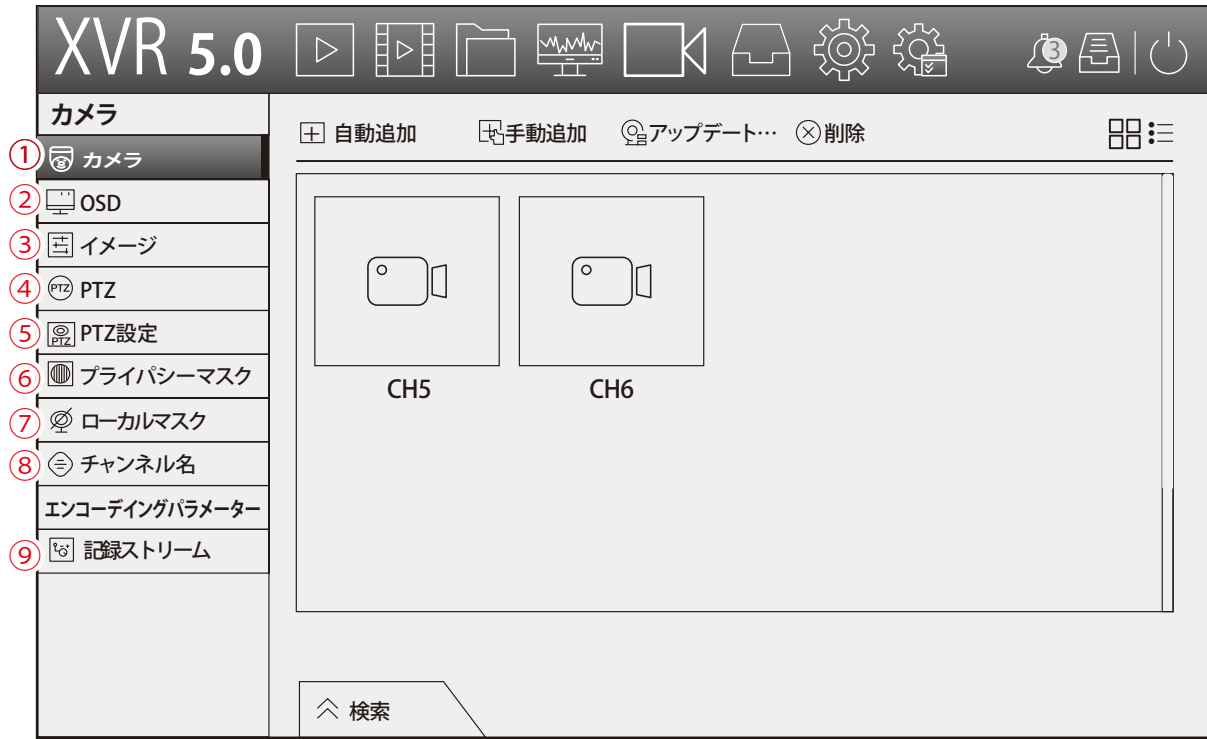 XVR 5.0
3
カメラ
自動追加 手動追加 アップデート… 削除
① カメラ
② OSD
③ イメージ
④ PTZ PTZ
⑤ PTZ PTZ設定
⑥ プライパシーマスク
⑦ ローカルマスク
⑧ チャンネル名
エンコーデイングパラメーター
⑨ 記録ストリーム
CH5 CH6
検索